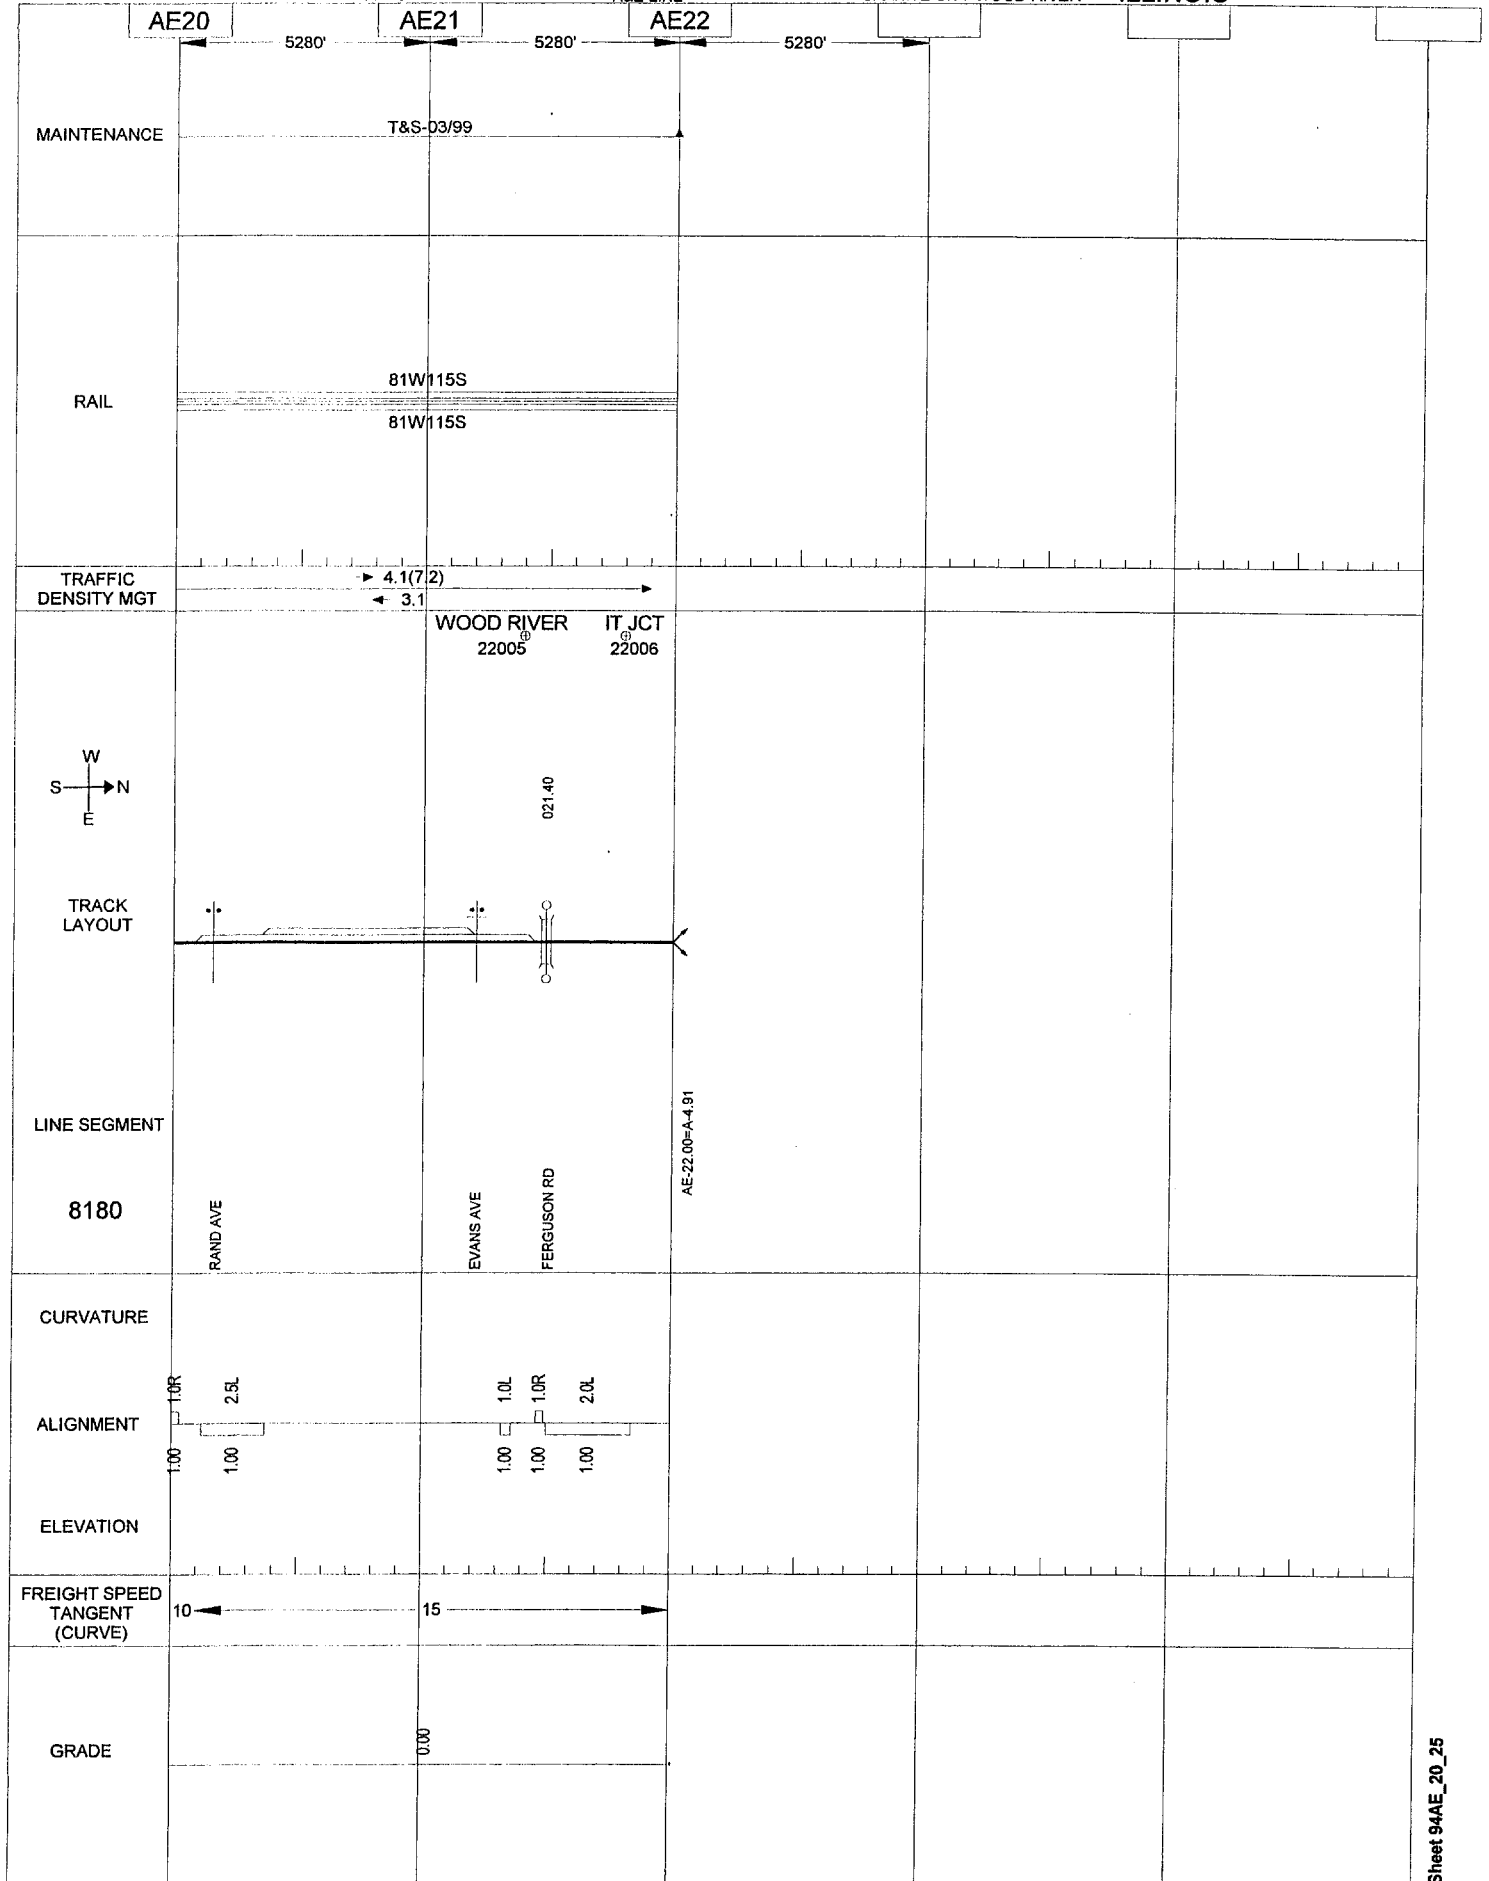 ILLINOIS
AE20 AE21 AE22
5280' 5280' 5280'
MAINTENANCE
T&S-03/99
RAIL
81W115S
81W115S
TRAFFIC
DENSITY MGT
4.1(7.2)
3.1
WOOD RIVER IT JCT
22005 22006
W
S N
E
021.40
TRACK
LAYOUT
LINE SEGMENT
8180
RAND AVE
EVANS AVE
FERGUSON RD
AE-22.00=A-4.91
CURVATURE
1.0R 2.5L 1.0L 1.0R 2.0L
ALIGNMENT
1.00 1.00 1.00 1.00 1.00
ELEVATION
FREIGHT SPEED
TANGENT
(CURVE)
10 15
GRADE
0.00
Sheet 94AE_20_25